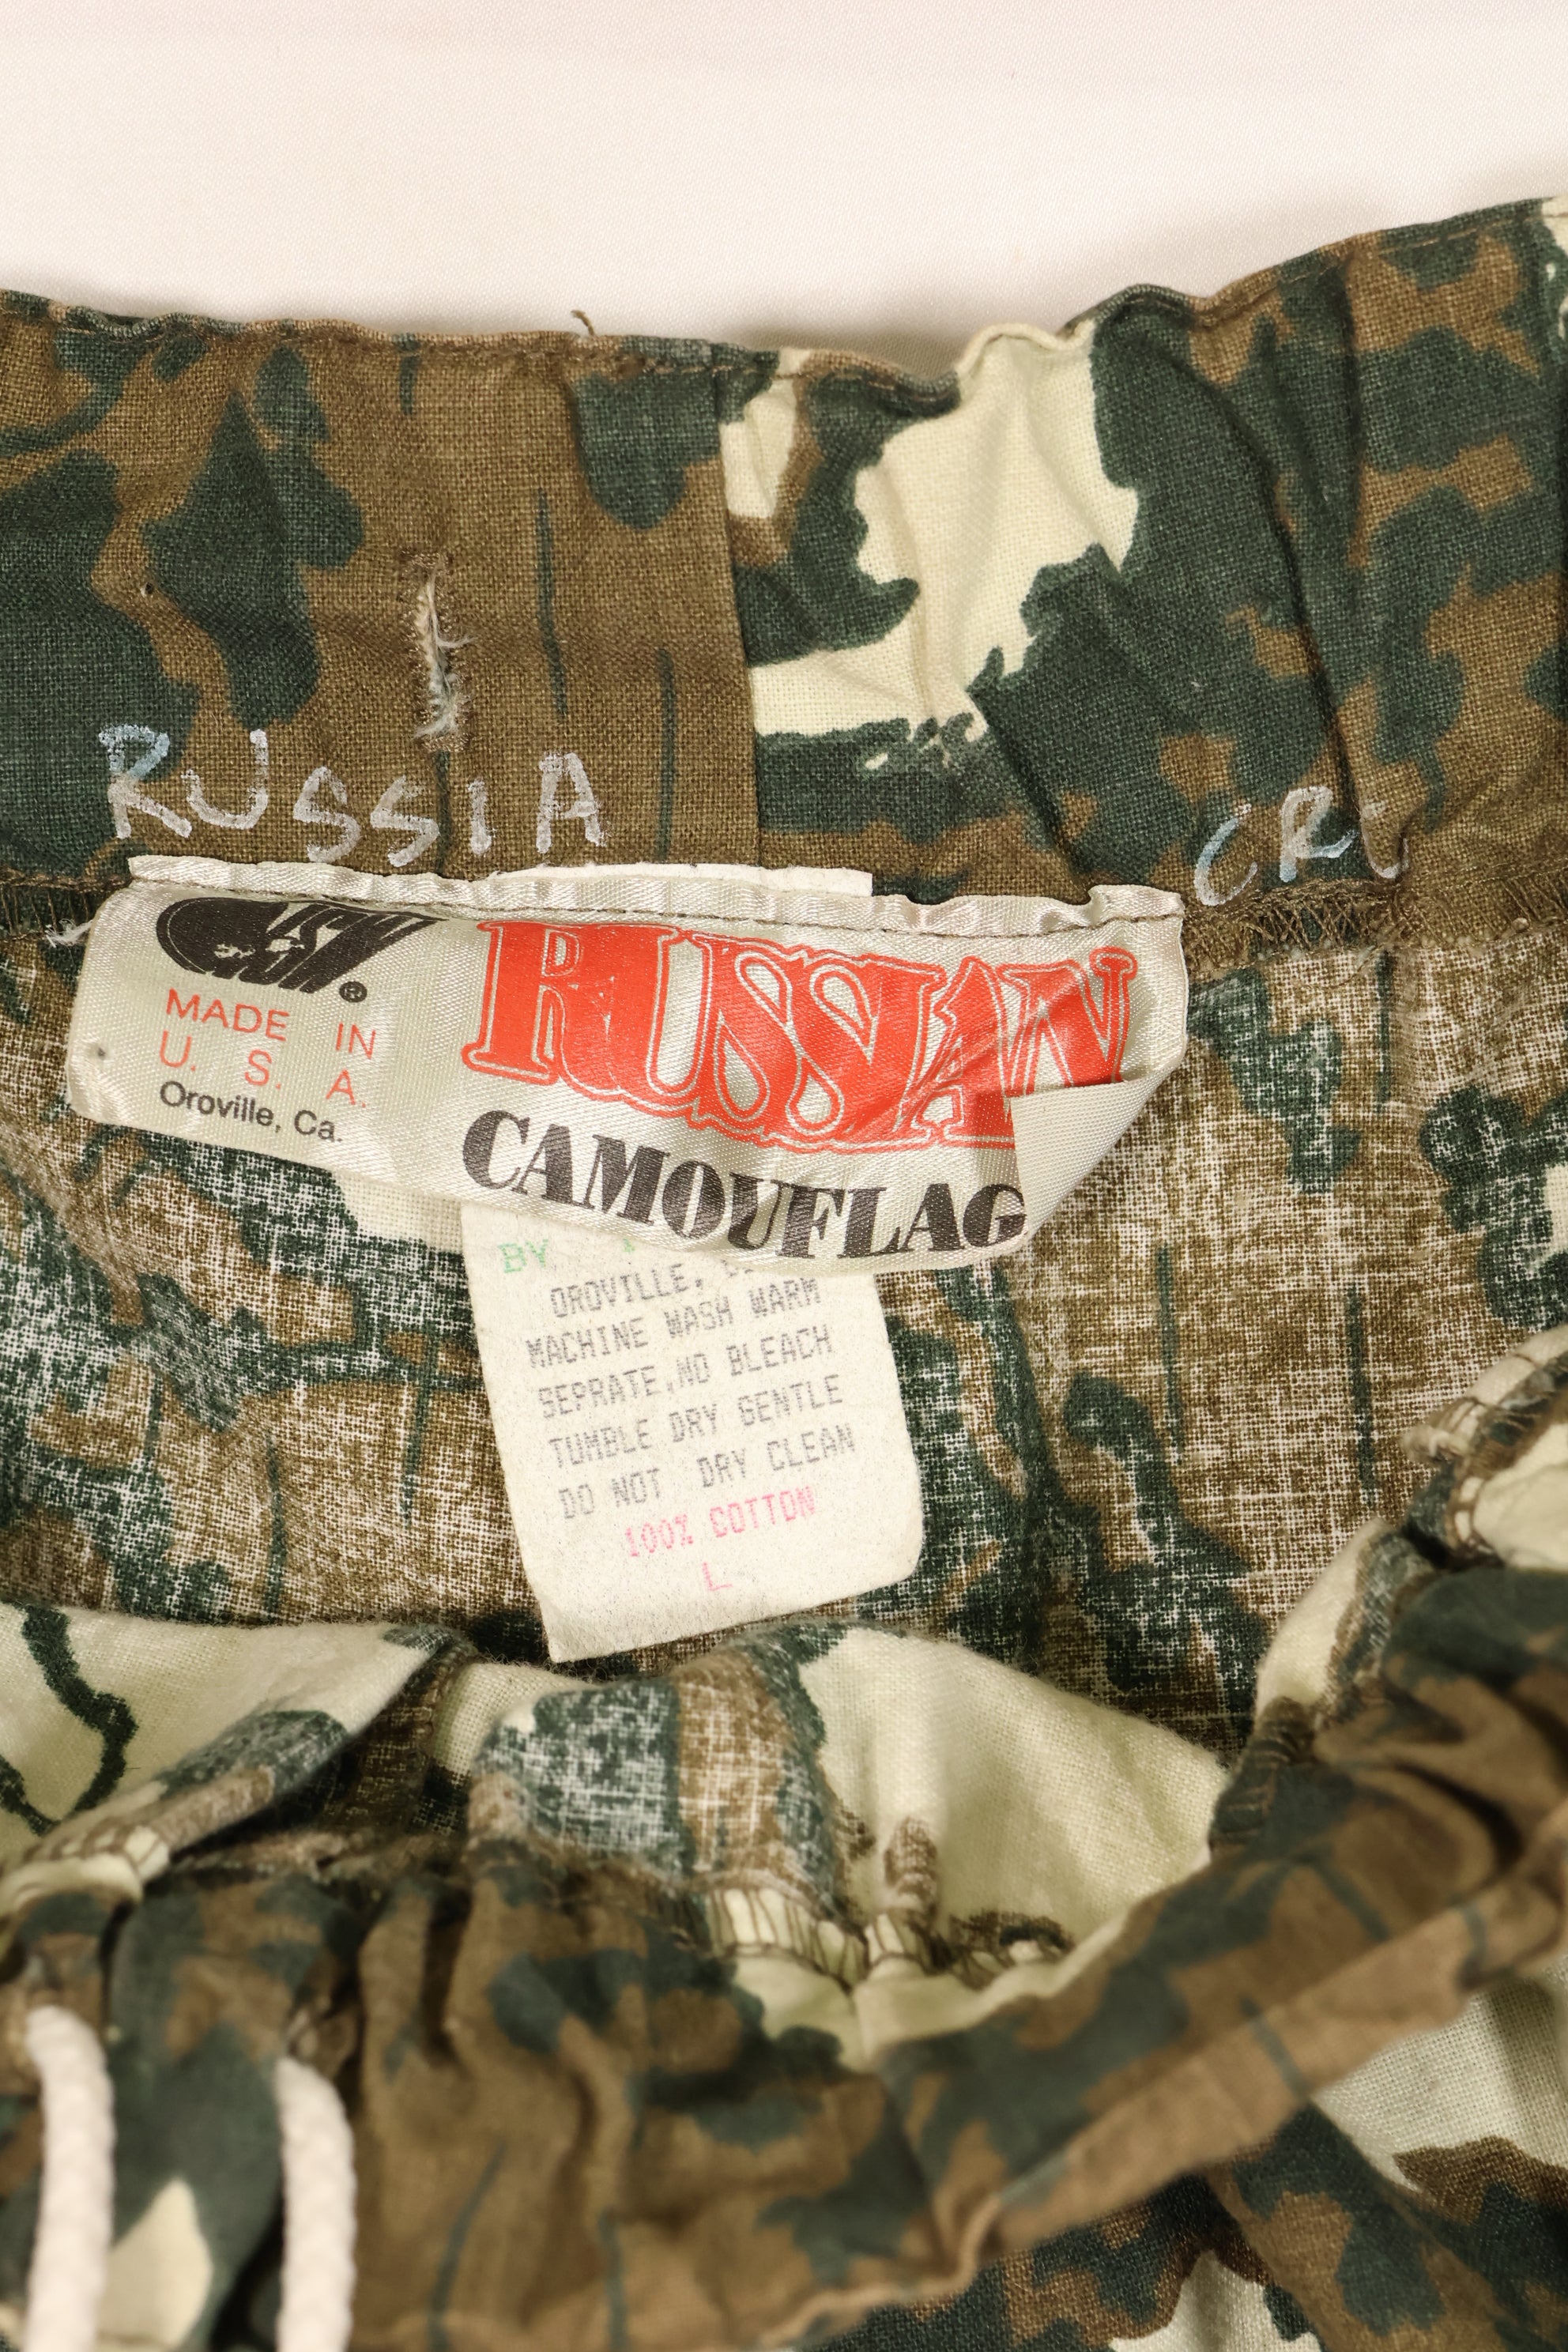 RUSSIA
CRC
MADE IN
U. S. A.
Oroville, Ca.
RUSSIAN
CAMOUFLAG
BY
OROVILLE,
MACHINE WASH WARM
SEPRATE,NO BLEACH
TUMBLE DRY GENTLE
DO NOT DRY CLEAN
100% COTTON
L